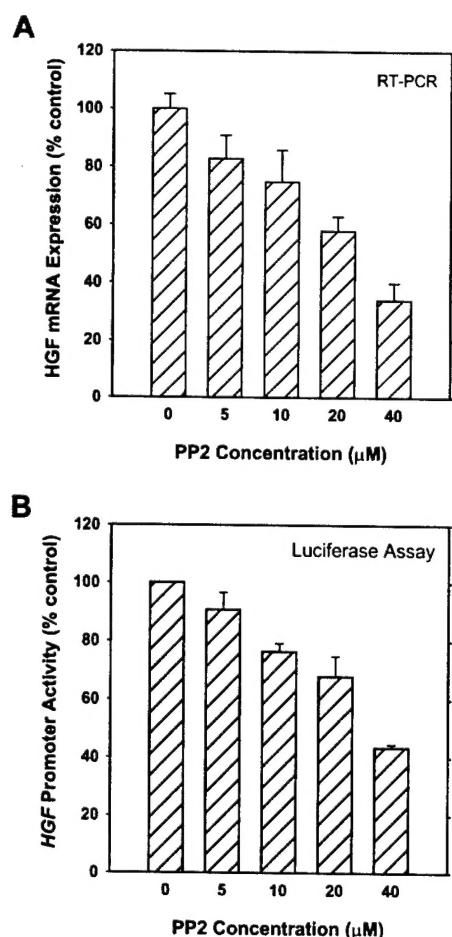 A
120
100
80
60
40
20
0
HGF mRNA Expression (% control)
RT-PCR
0 5 10 20 40
PP2 Concentration (μM)
B
120
100
80
60
40
20
0
HGF Promoter Activity (% control)
Luciferase Assay
0 5 10 20 40
PP2 Concentration (μM)